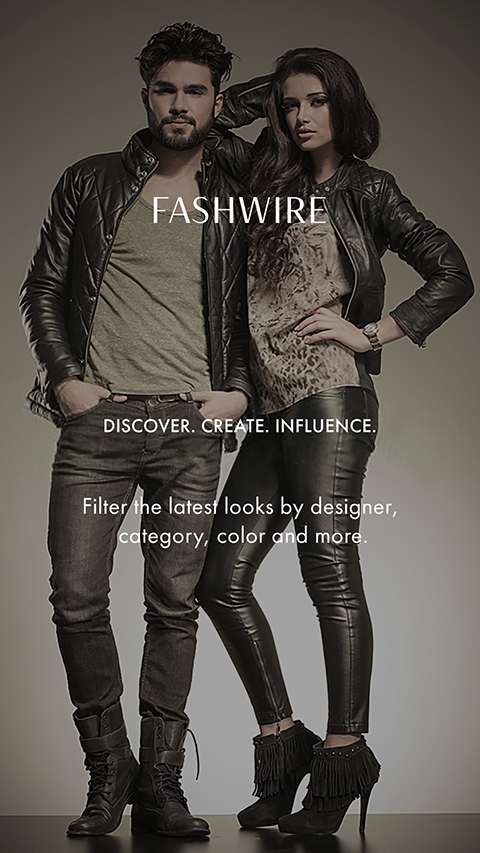 FASHWIRE
DISCOVER. CREATE. INFLUENCE.
Filter the latest looks by designer,
category, color and more.